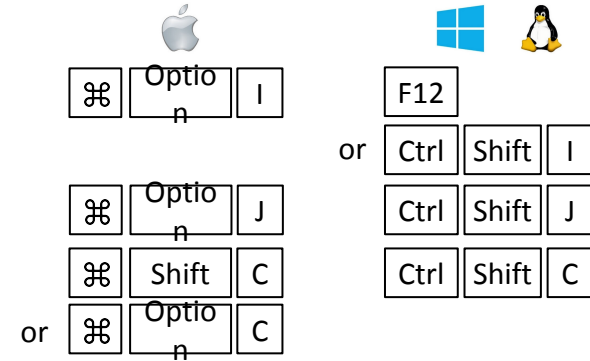 ⌘ Optio
n I F12
or Ctrl Shift I
⌘ Optio
n J Ctrl Shift J
⌘ Shift C Ctrl Shift C
or ⌘ Optio
n C